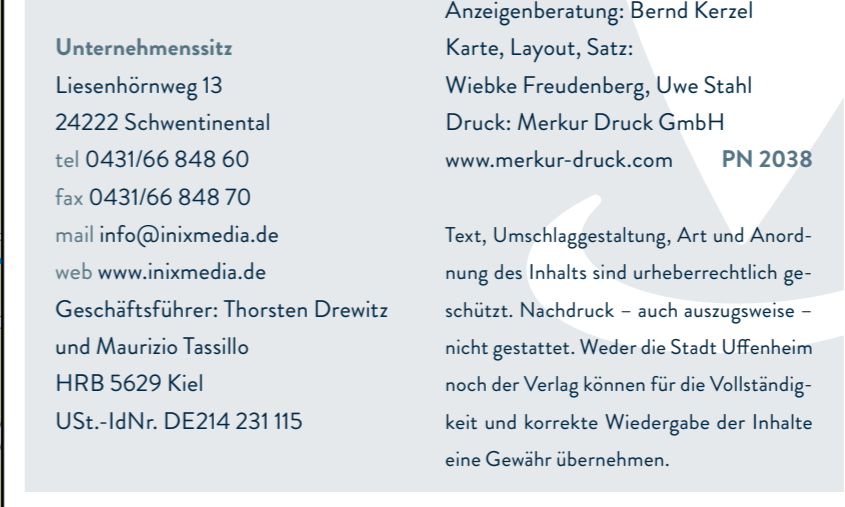 Unternehmenssitz
Liesenhörnweg 13
24222 Schwentinental
tel 0431/66 848 60
fax 0431/66 848 70
mail info@inixmedia.de
web www.inixmedia.de
Geschäftsführer: Thorsten Drewitz
und Maurizio Tassillo
HRB 5629 Kiel
USt.-IdNr. DE214 231 115
Anzeigenberatung: Bernd Kerzel
Karte, Layout, Satz:
Wiebke Freudenberg, Uwe Stahl
Druck: Merkur Druck GmbH
www.merkur-druck.com PN 2038
Text, Umschlaggestaltung, Art und Anord-
nung des Inhalts sind urheberrechtlich ge-
schützt. Nachdruck – auch auszugsweise –
nicht gestattet. Weder die Stadt Uffenheim
noch der Verlag können für die Vollständig-
keit und korrekte Wiedergabe der Inhalte
eine Gewähr übernehmen.